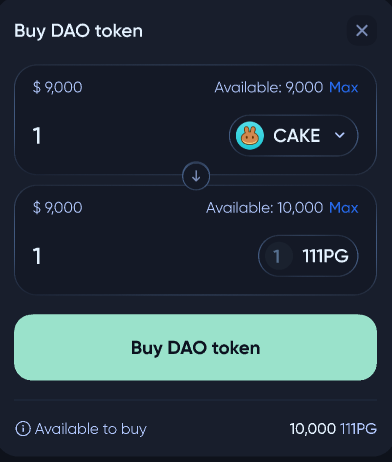 Buy DAO token
$ 9,000 Available: 9,000 Max
1 CAKE
$ 9,000 Available: 10,000 Max
1 1 111PG
Buy DAO token
Available to buy 10,000 111PG